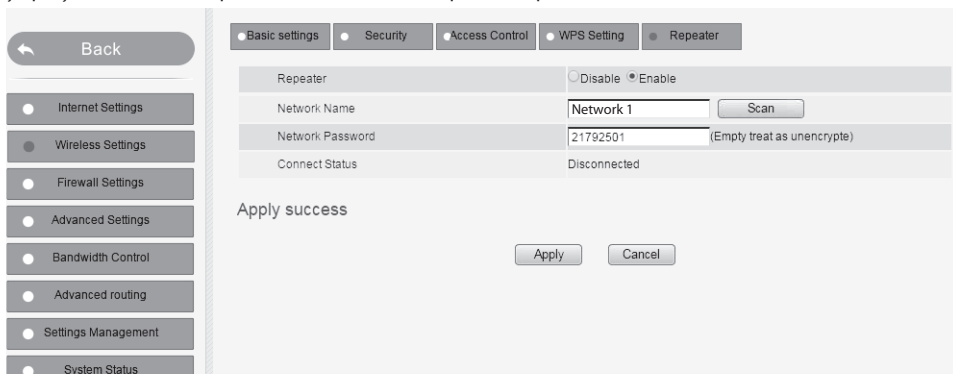 Back
Basic settings Security Access Control WPS Setting Repeater
Repeater Disable Enable
Internet Settings
Network Name Network 1 Scan
Network Password 21792501 (Empty treat as unencrypte)
Wireless Settings
Connect Status Disconnected
Firewall Settings
Apply success
Advanced Settings
Apply Cancel
Bandwidth Control
Advanced routing
Settings Management
System Status